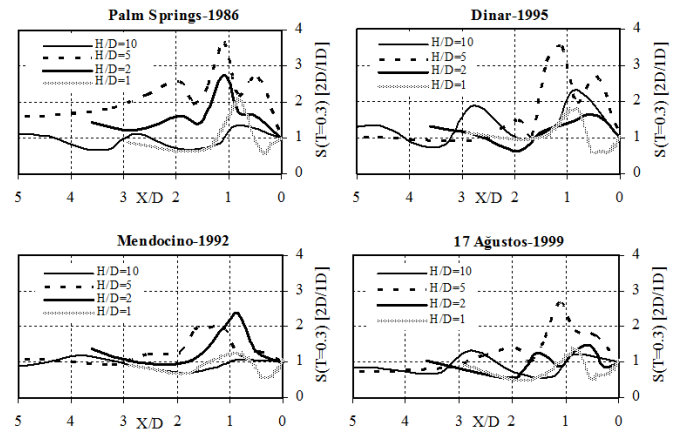 Palm Springs-1986
H/D=10
H/D=5
H/D=2
H/D=1
4
3
2
1
0
S(T=0.3) [2D/1D]
5 4 3 2 1 0
X/D
Dinar-1995
H/D=10
H/D=5
H/D=2
H/D=1
4
3
2
1
0
S(T=0.3) [2D/1D]
5 4 3 2 1 0
X/D
Mendocino-1992
H/D=10
H/D=5
H/D=2
H/D=1
4
3
2
1
0
S(T=0.3) [2D/1D]
5 4 3 2 1 0
X/D
17 Ağustos-1999
H/D=10
H/D=5
H/D=2
H/D=1
4
3
2
1
0
S(T=0.3) [2D/1D]
5 4 3 2 1 0
X/D